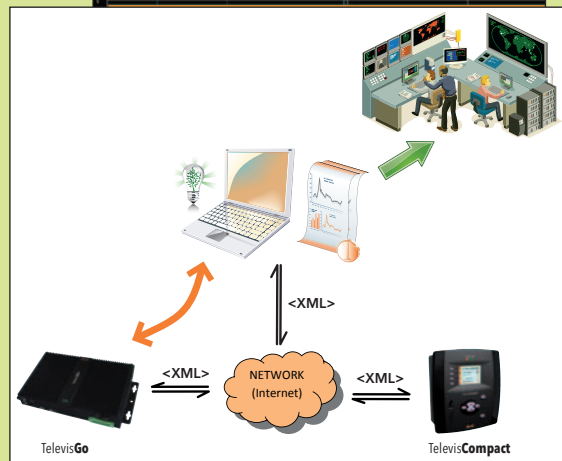 <XML>
<XML>
NETWORK
(Internet)
<XML>
TelevisGo
TelevisCompact